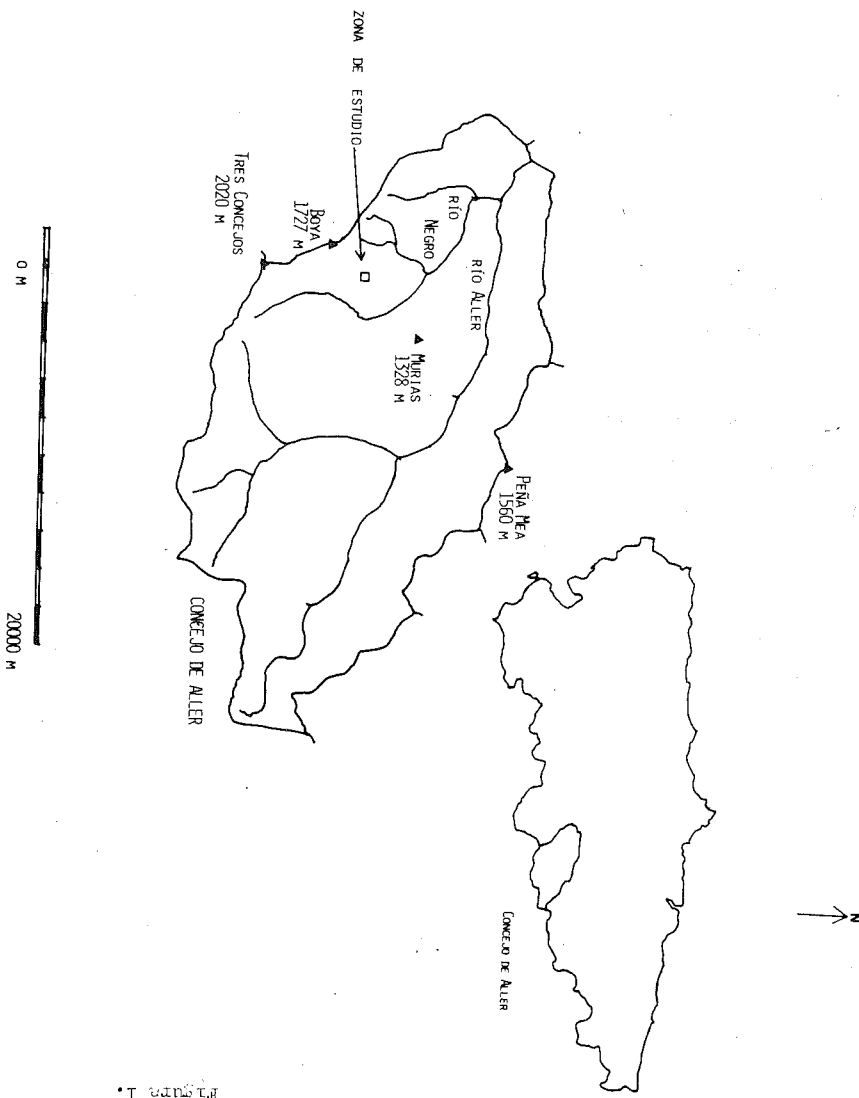 N
CONCEJO DE ALLER
PEÑA MEA
1560 M
RÍO ALLER
RÍO
NEGRO
MURIAS
1328 M
ZONA DE ESTUDIO
BOYA
1727 M
TRES CONCEJOS
2020 M
CONCEJO DE ALLER
0 M
20000 M
Figura 1.